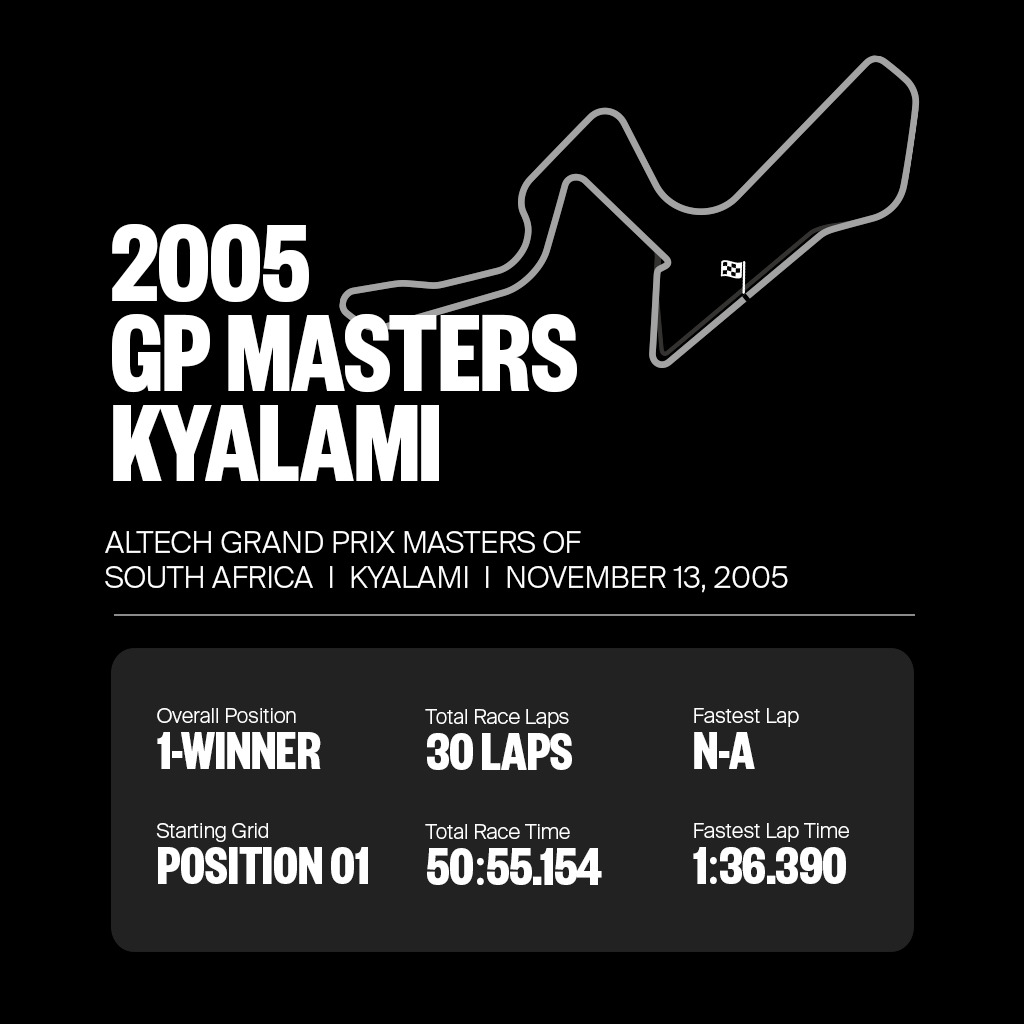 2005
GP MASTERS
KYALAMI
ALTECH GRAND PRIX MASTERS OF
SOUTH AFRICA | KYALAMI | NOVEMBER 13, 2005
Overall Position
1-WINNER
Total Race Laps
30 LAPS
Fastest Lap
N-A
Starting Grid
POSITION 01
Total Race Time
50:55.154
Fastest Lap Time
1:36.390